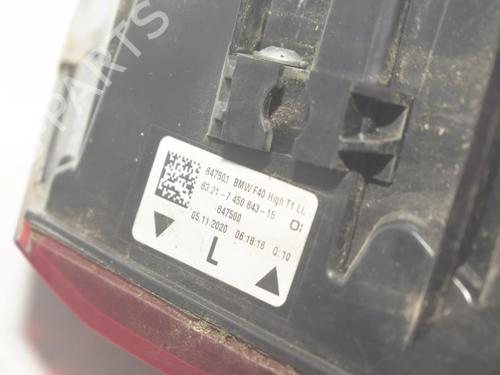 B PARTS
647501 BMW F40 High T1 LL
63 21-7 450 643-15 O:
647500
05.11.2020 06:18:16 0:10
L